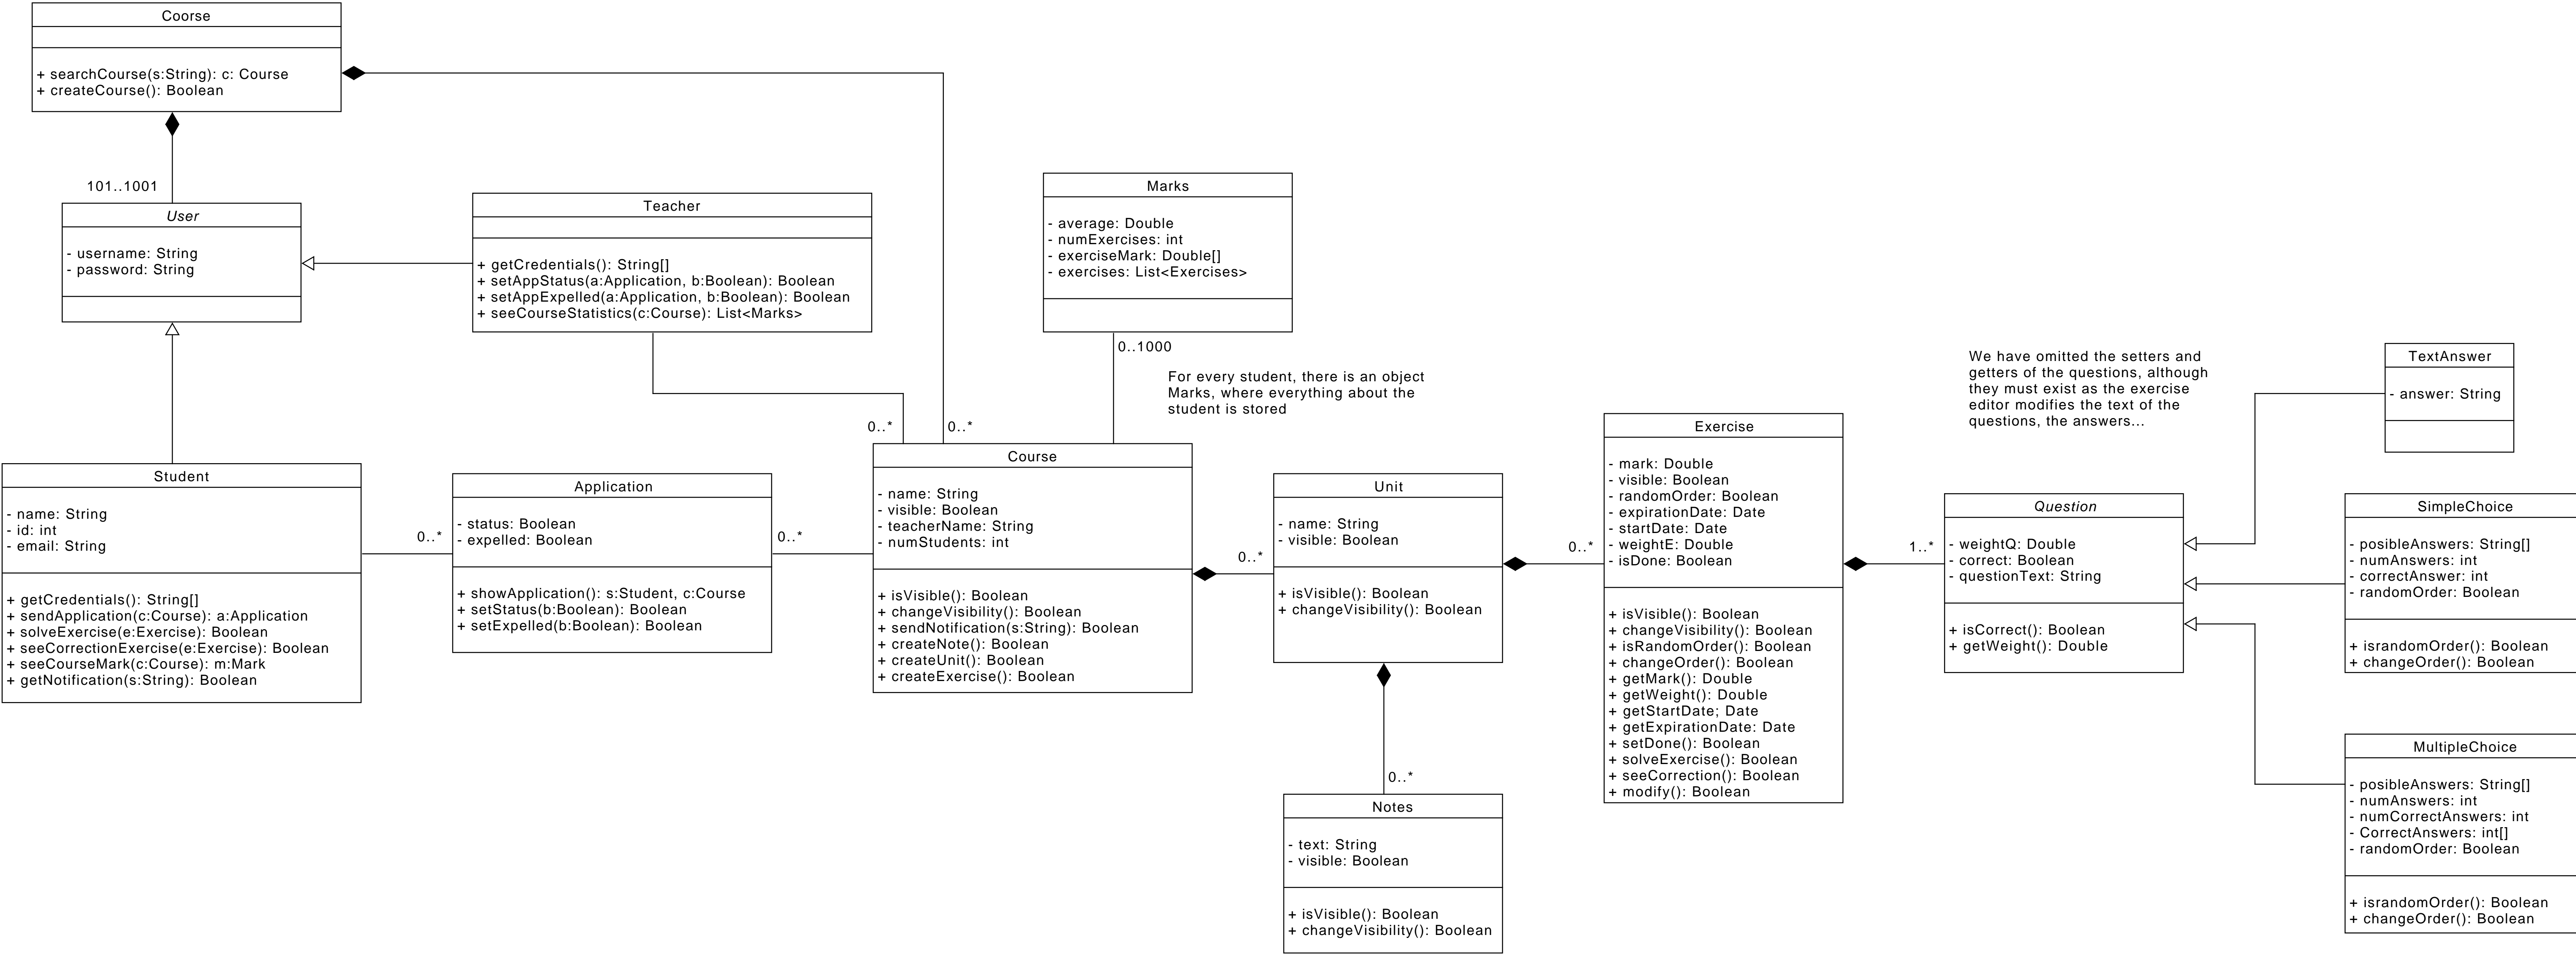 Coorse
+ searchCourse(s:String): c: Course
+ createCourse(): Boolean
101..1001
User
- username: String
- password: String
Teacher
+ getCredentials(): String[]
+ setAppStatus(a:Application, b:Boolean): Boolean
+ setAppExpelled(a:Application, b:Boolean): Boolean
+ seeCourseStatistics(c:Course): List<Marks>
Marks
- average: Double
- numExercises: int
- exerciseMark: Double[]
- exercises: List<Exercises>
0..1000
For every student, there is an object
Marks, where everything about the
student is stored
0..*
0..*
Student
- name: String
- id: int
- email: String
+ getCredentials(): String[]
+ sendApplication(c:Course): a:Application
+ solveExercise(e:Exercise): Boolean
+ seeCorrectionExercise(e:Exercise): Boolean
+ seeCourseMark(c:Course): m:Mark
+ getNotification(s:String): Boolean
0..*
Application
- status: Boolean
- expelled: Boolean
+ showApplication(): s:Student, c:Course
+ setStatus(b:Boolean): Boolean
+ setExpelled(b:Boolean): Boolean
0..*
Course
- name: String
- visible: Boolean
- teacherName: String
- numStudents: int
+ isVisible(): Boolean
+ changeVisibility(): Boolean
+ sendNotification(s:String): Boolean
+ createNote(): Boolean
+ createUnit(): Boolean
+ createExercise(): Boolean
0..*
Unit
- name: String
- visible: Boolean
+ isVisible(): Boolean
+ changeVisibility(): Boolean
0..*
Notes
- text: String
- visible: Boolean
+ isVisible(): Boolean
+ changeVisibility(): Boolean
0..*
Exercise
- mark: Double
- visible: Boolean
- randomOrder: Boolean
- expirationDate: Date
- startDate: Date
- weightE: Double
- isDone: Boolean
+ isVisible(): Boolean
+ changeVisibility(): Boolean
+ isRandomOrder(): Boolean
+ changeOrder(): Boolean
+ getMark(): Double
+ getWeight(): Double
+ getStartDate; Date
+ getExpirationDate: Date
+ setDone(): Boolean
+ solveExercise(): Boolean
+ seeCorrection(): Boolean
+ modify(): Boolean
1..*
We have omitted the setters and
getters of the questions, although
they must exist as the exercise
editor modifies the text of the
questions, the answers...
Question
- weightQ: Double
- correct: Boolean
- questionText: String
+ isCorrect(): Boolean
+ getWeight(): Double
TextAnswer
- answer: String
SimpleChoice
- posibleAnswers: String[]
- numAnswers: int
- correctAnswer: int
- randomOrder: Boolean
+ israndomOrder(): Boolean
+ changeOrder(): Boolean
MultipleChoice
- posibleAnswers: String[]
- numAnswers: int
- numCorrectAnswers: int
- CorrectAnswers: int[]
- randomOrder: Boolean
+ israndomOrder(): Boolean
+ changeOrder(): Boolean